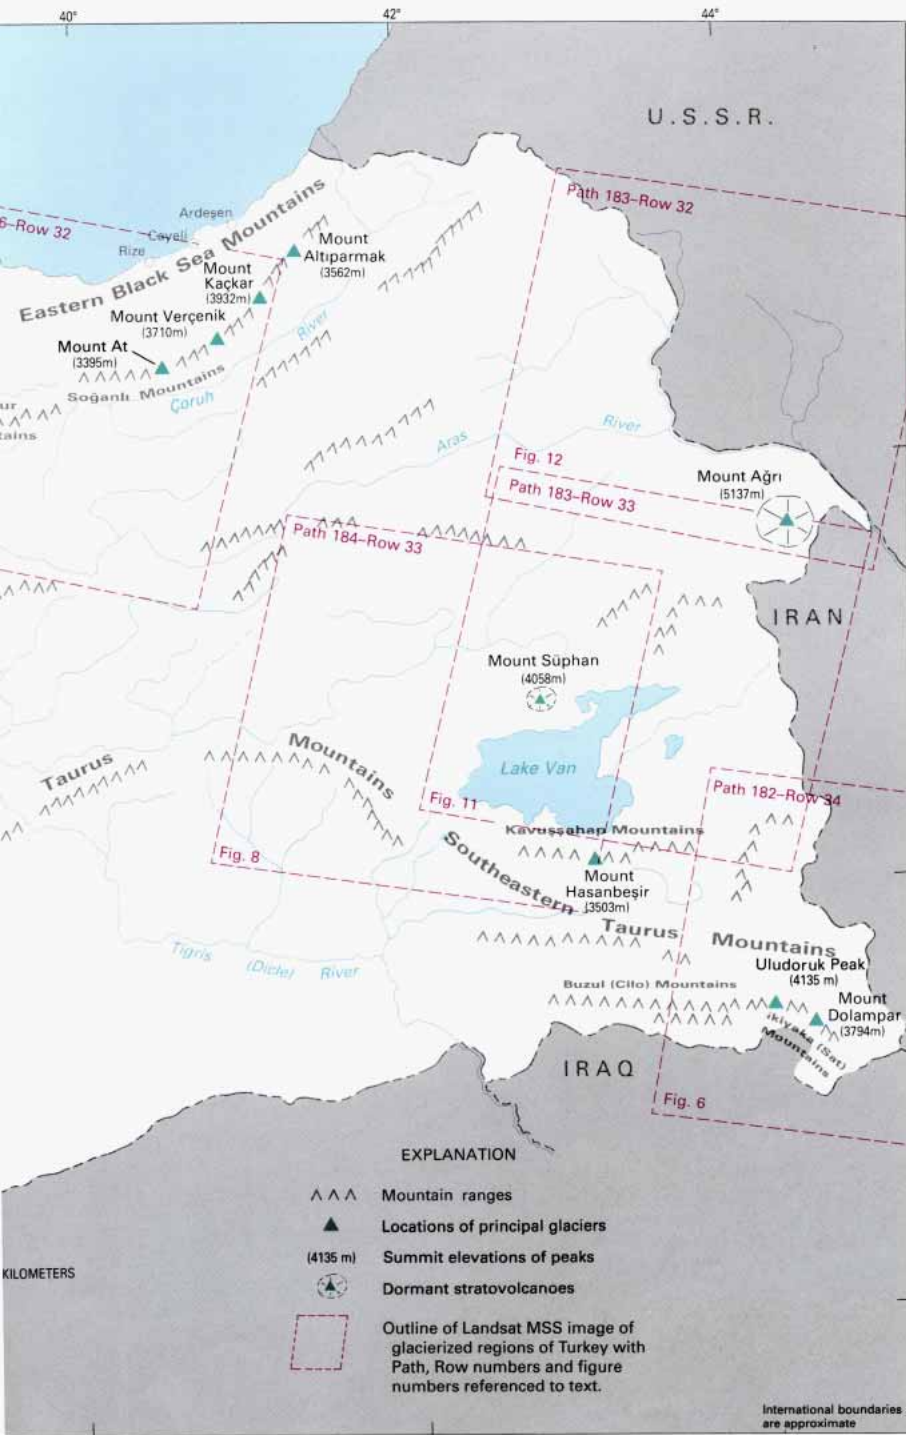 40°
42°
44°
U.S.S.R.
Path 183–Row 32
6–Row 32
Ardeşen
Cayeli
Rize
Eastern Black Sea Mountains
Mount
Altıparmak
(3562m)
Mount
Kaçkar
(3932m)
Mount Verçenik
(3710m)
Mount At
(3395m)
Soğanlı Mountains
Çoruh
River
ur
tains
Aras
River
Fig. 12
Path 183–Row 33
Mount Ağrı
(5137m)
Path 184–Row 33
IRAN
Mount Süphan
(4058m)
Lake Van
Taurus
Mountains
Path 182–Row 34
Fig. 11
Kavuşşahap Mountains
Fig. 8
Mount
Hasanbeşir
(3503m)
Southeastern
Taurus
Mountains
Tigris
(Dicle)
River
Uludoruk Peak
(4135 m)
Buzul (Cilo) Mountains
Mount
Dolampar
(3794m)
ikiyaka (Sat)
Mountains
IRAQ
Fig. 6
EXPLANATION
Mountain ranges
Locations of principal glaciers
(4135 m) Summit elevations of peaks
Dormant stratovolcanoes
KILOMETERS
Outline of Landsat MSS image of
glacierized regions of Turkey with
Path, Row numbers and figure
numbers referenced to text.
International boundaries
are approximate